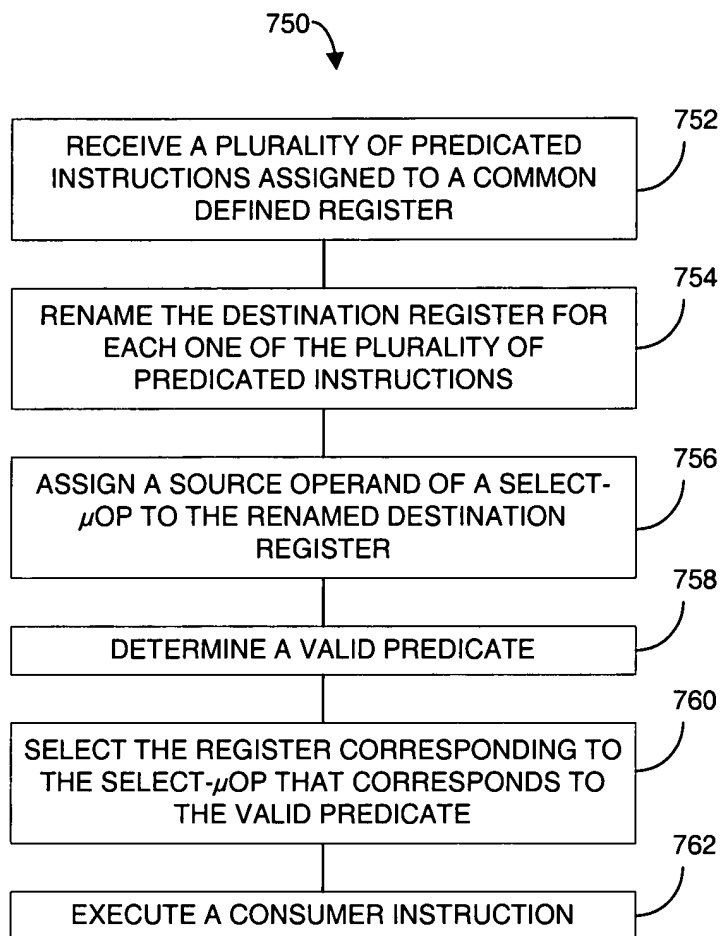 750
752
RECEIVE A PLURALITY OF PREDICATED
INSTRUCTIONS ASSIGNED TO A COMMON
DEFINED REGISTER
754
RENAME THE DESTINATION REGISTER FOR
EACH ONE OF THE PLURALITY OF
PREDICATED INSTRUCTIONS
756
ASSIGN A SOURCE OPERAND OF A SELECT-
µOP TO THE RENAMED DESTINATION
REGISTER
758
DETERMINE A VALID PREDICATE
760
SELECT THE REGISTER CORRESPONDING TO
THE SELECT-µOP THAT CORRESPONDS TO
THE VALID PREDICATE
762
EXECUTE A CONSUMER INSTRUCTION